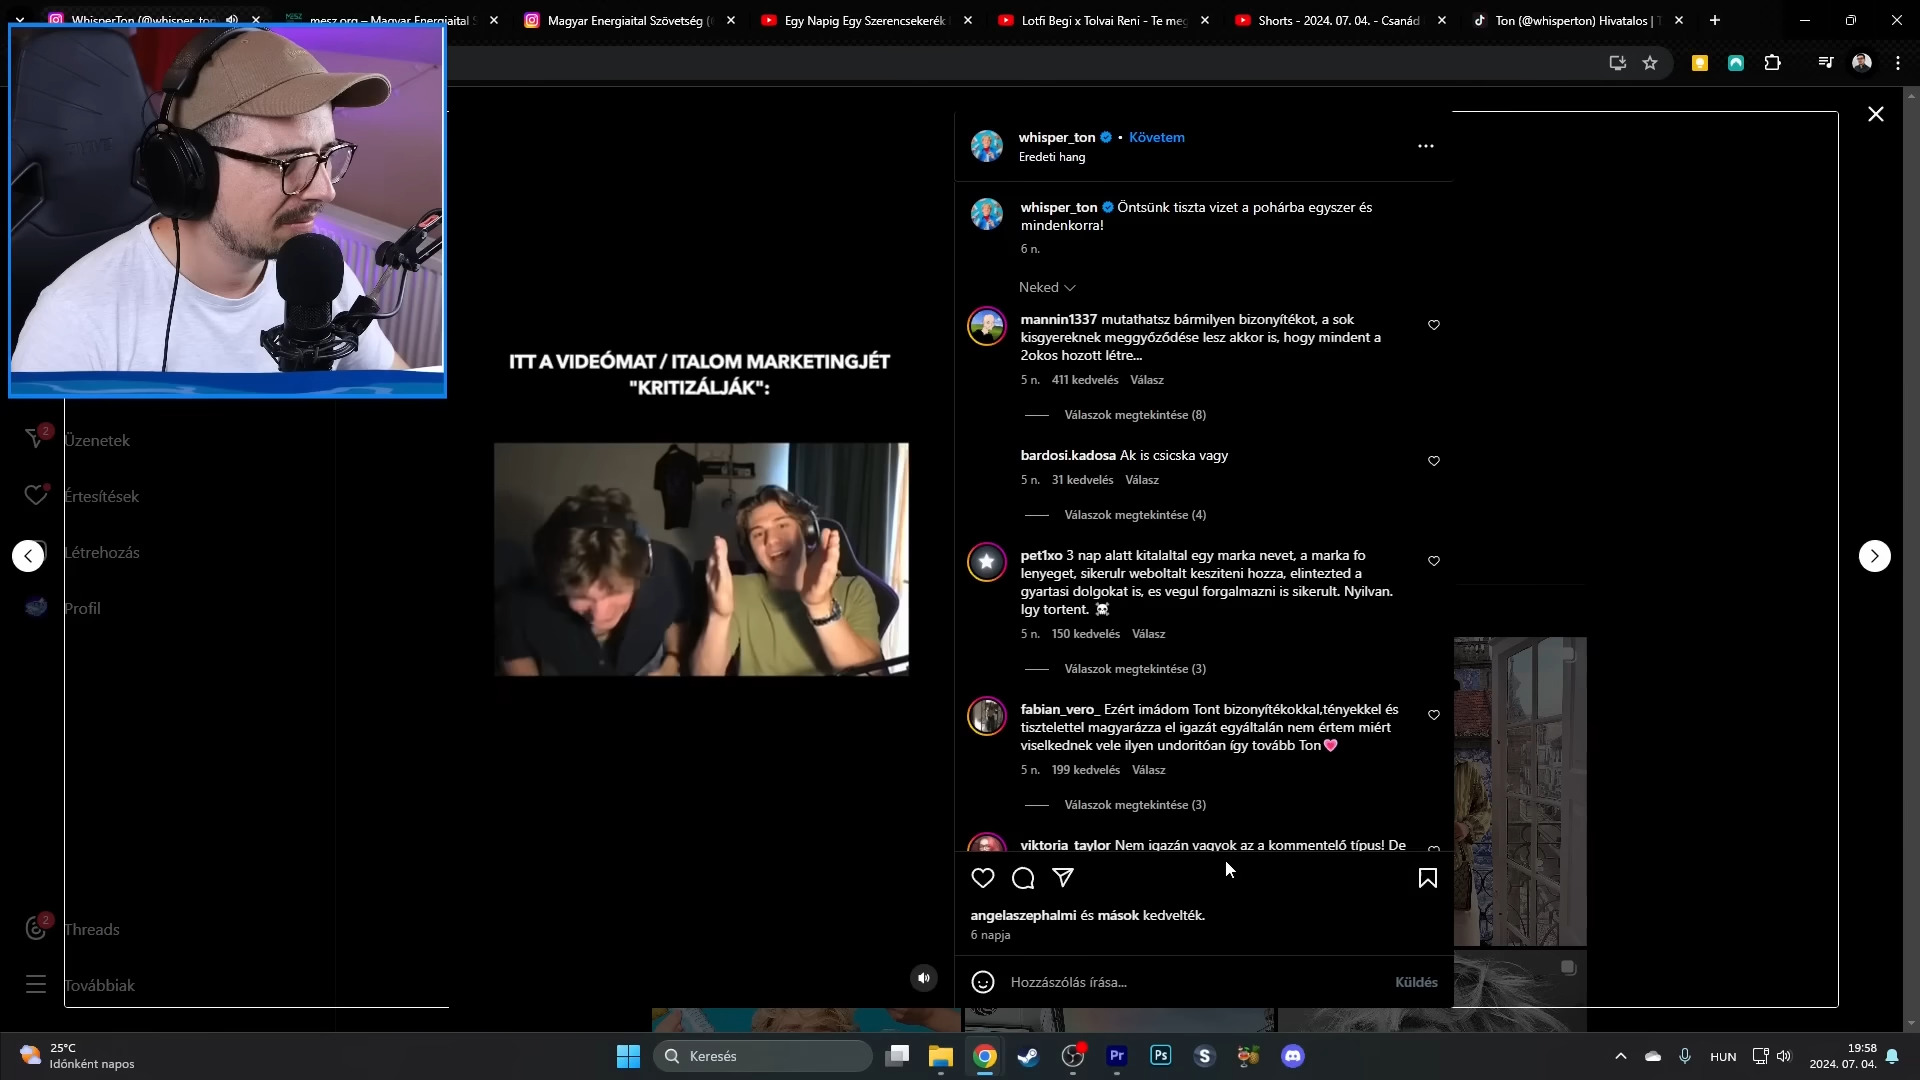 WhisperTon (@whisper_ton
mesz.org – Magyar Energiaital S
Magyar Energiaital Szövetség (
Egy Napig Egy Szerencsekerék
Lotfi Begi x Tolvai Reni - Te meg
Shorts - 2024. 07. 04. - Csanád
Ton (@whisperton) Hivatalos | T
whisper_ton • Követem
Eredeti hang
whisper_ton Öntsünk tiszta vizet a pohárba egyszer és
mindenkorra!
6 n.
Neked
mannin1337 mutathatsz bármilyen bizonyítékot, a sok
kisgyereknek meggyőződése lesz akkor is, hogy mindent a
2okos hozott létre...
5 n. 411 kedvelés Válasz
Válaszok megtekintése (8)
bardosi.kadosa Ak is csicska vagy
5 n. 31 kedvelés Válasz
Válaszok megtekintése (4)
pet1xo 3 nap alatt kitalaltal egy marka nevet, a marka fo
lenyeget, sikerulr weboltalt kesziteni hozza, elintezted a
gyartasi dolgokat is, es vegul forgalmazni is sikerult. Nyilvan.
Igy tortent. ☠️
5 n. 150 kedvelés Válasz
Válaszok megtekintése (3)
fabian_vero_ Ezért imádom Tont bizonyítékokkal,tényekkel és
tisztelettel magyarázza el igazát egyáltalán nem értem miért
viselkednek vele ilyen undoritóan így tovább Ton💗
5 n. 199 kedvelés Válasz
Válaszok megtekintése (3)
viktoria_taylor Nem igazán vagyok az a kommentelő típus! De
angelaszephalmi és mások kedvelték.
6 napja
Hozzászólás írása...
Küldés
ITT A VIDEÓMAT / ITALOM MARKETINGJÉT
"KRITIZÁLJÁK":
2
Üzenetek
Értesítések
Létrehozás
Profil
2
Threads
Továbbiak
25°C
Időnként napos
Keresés
Pr
Ps
S
HUN
19:58
2024. 07. 04.